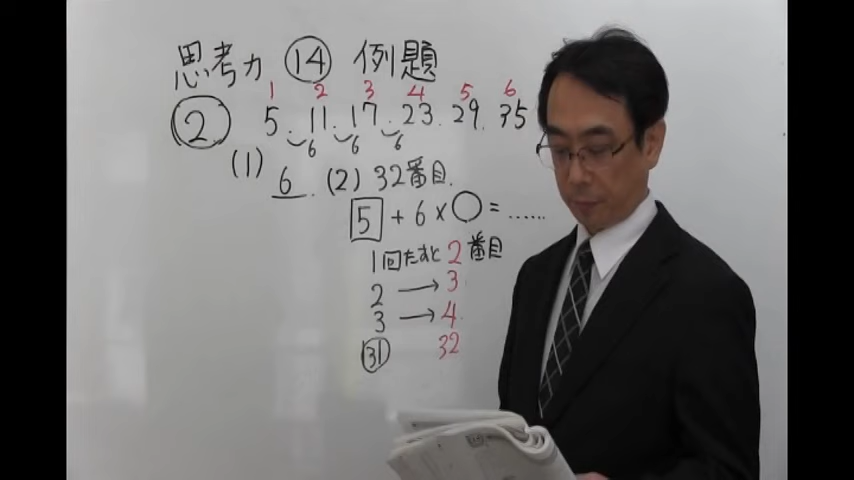 思考力 ⑭ 例題
1 2 3 4 5 6
② 5. 11. 17. 23. 29. 35
6 6 6
(1) 6. (2) 32番目.
5 + 6 × ◯ = ……
1回たすと 2番目
2 → 3
3 → 4
㉛ 32